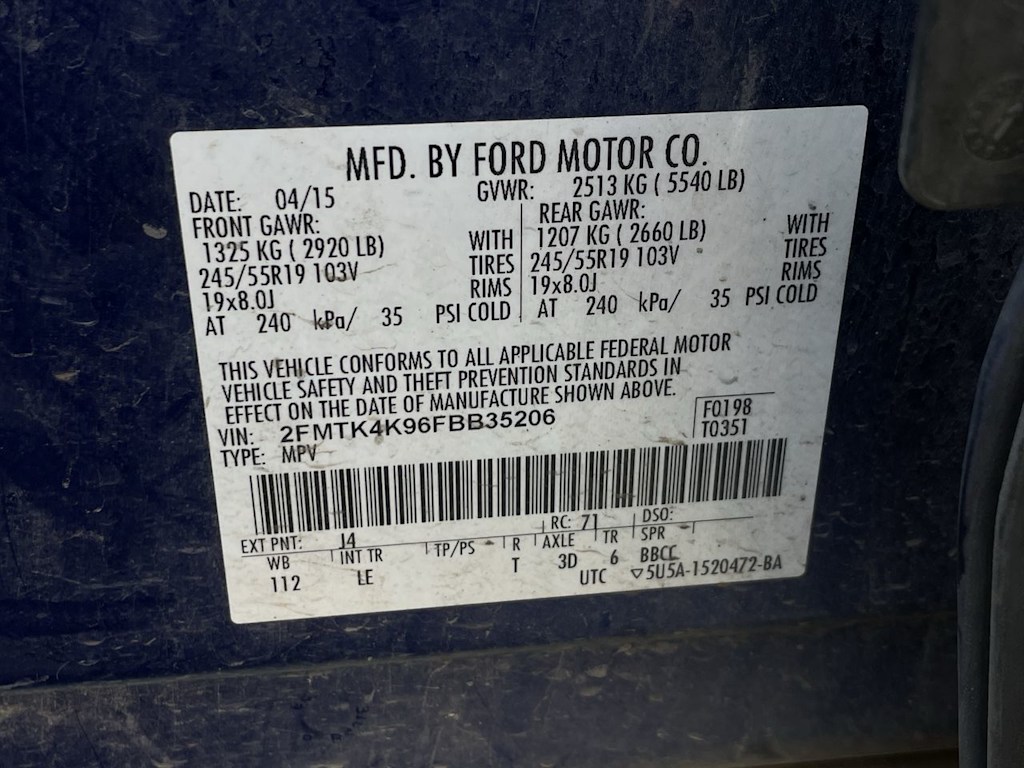 MFD. BY FORD MOTOR CO.
DATE: 04/15 GVWR: 2513 KG ( 5540 LB)
FRONT GAWR: REAR GAWR:
1325 KG ( 2920 LB) WITH 1207 KG ( 2660 LB) WITH
245/55R19 103V TIRES 245/55R19 103V TIRES
19x8.0J RIMS 19x8.0J RIMS
AT 240 kPa/ 35 PSI COLD AT 240 kPa/ 35 PSI COLD
THIS VEHICLE CONFORMS TO ALL APPLICABLE FEDERAL MOTOR
VEHICLE SAFETY AND THEFT PREVENTION STANDARDS IN
EFFECT ON THE DATE OF MANUFACTURE SHOWN ABOVE.
VIN: 2FMTK4K96FBB35206 F0198
TYPE: MPV T0351
EXT PNT: J4 RC: 71 DSO:
WB INT TR TP/PS R AXLE TR SPR
112 LE T 3D 6 BBCC
UTC ▽5U5A-1520472-BA